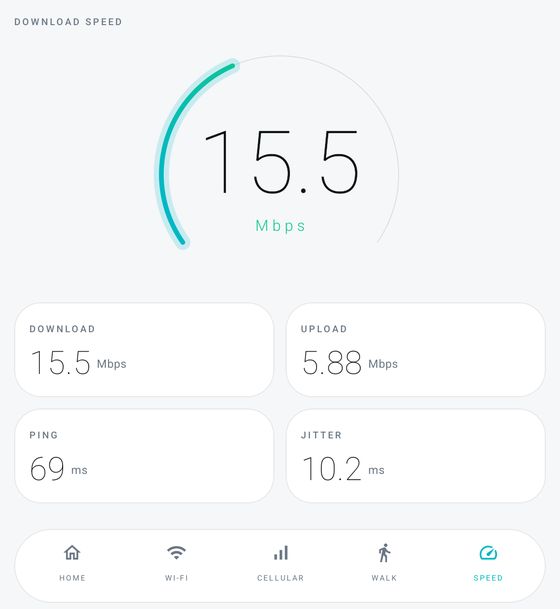 DOWNLOAD SPEED
15.5
Mbps
DOWNLOAD
15.5 Mbps
UPLOAD
5.88 Mbps
PING
69 ms
JITTER
10.2 ms
HOME
WI-FI
CELLULAR
WALK
SPEED